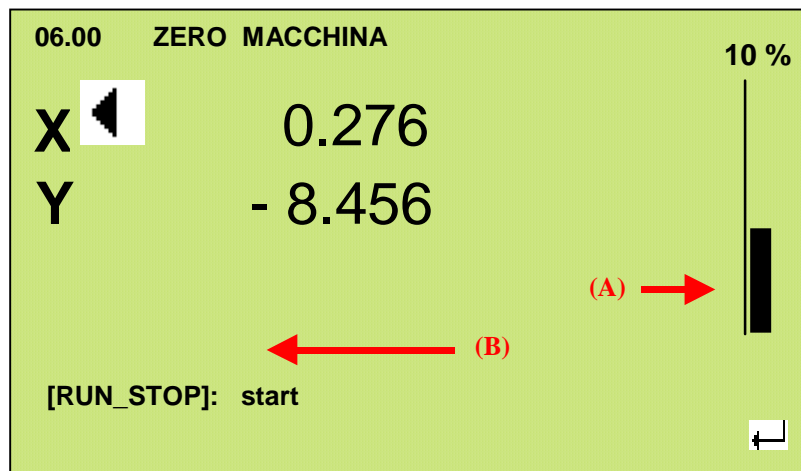 06.00 ZERO MACCHINA
10 %
X 0.276
Y - 8.456
(A)
(B)
[RUN_STOP]: start